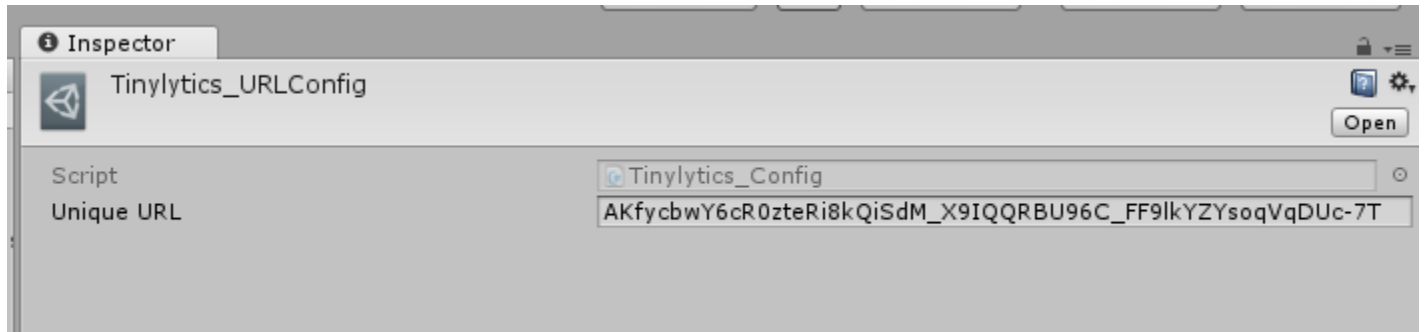 Inspector
Tinylytics_URLConfig
Open
Script Tinylytics_Config
Unique URL AKfycbwY6cR0zteRi8kQiSdM_X9IQQRBU96C_FF9lkYZYsoqVqDUc-7T